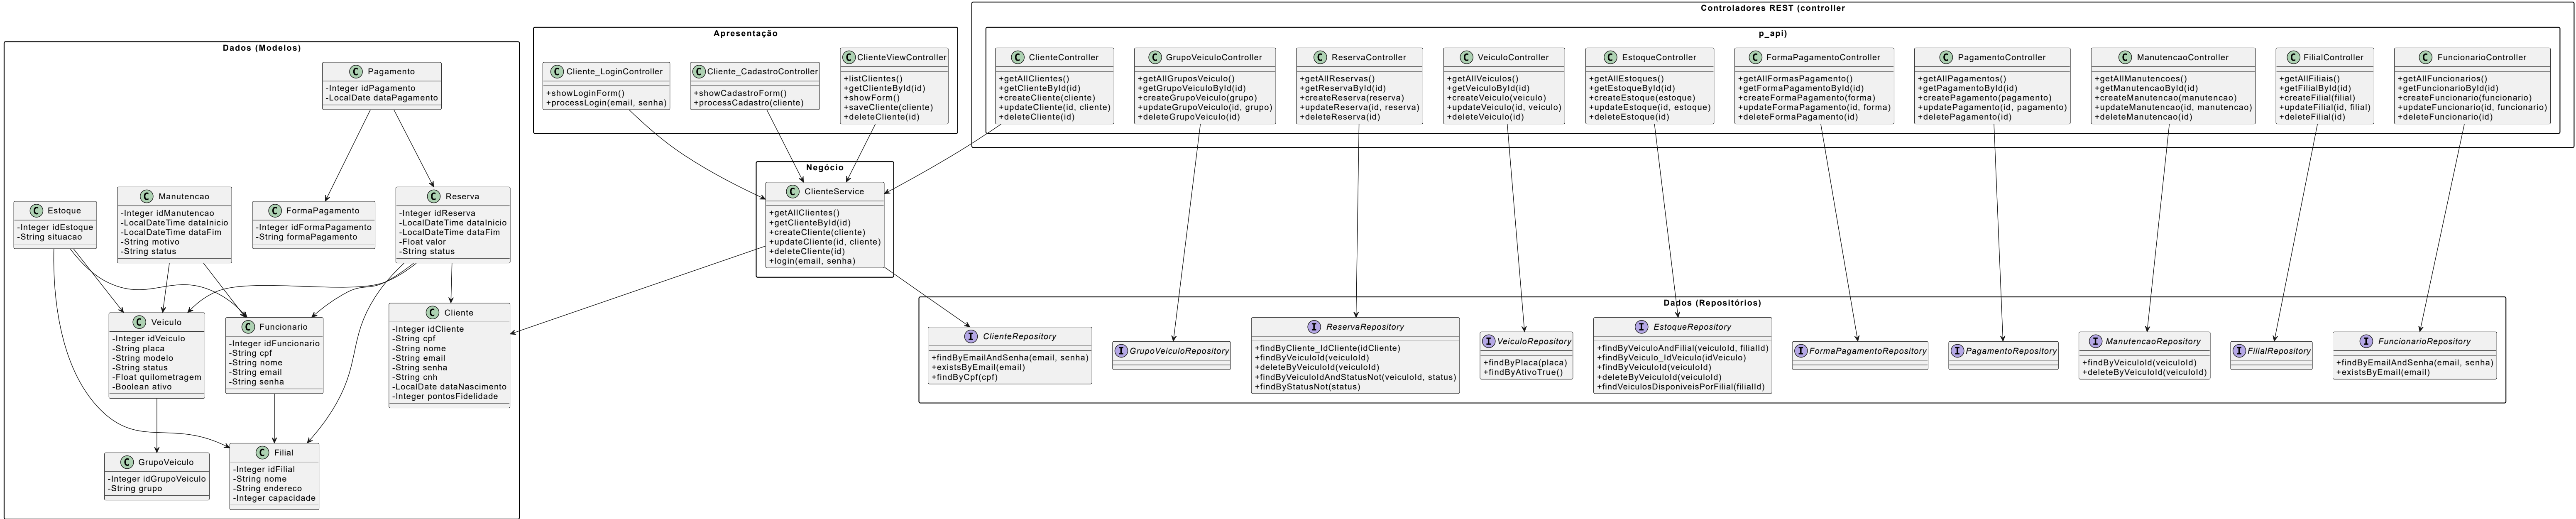 Dados (Modelos)
Pagamento
-Integer idPagamento
-LocalDate dataPagamento
Estoque
-Integer idEstoque
-String situacao
Manutencao
-Integer idManutencao
-LocalDateTime dataInicio
-LocalDateTime dataFim
-String motivo
-String status
FormaPagamento
-Integer idFormaPagamento
-String formaPagamento
Reserva
-Integer idReserva
-LocalDateTime dataInicio
-LocalDateTime dataFim
-Float valor
-String status
Veiculo
-Integer idVeiculo
-String placa
-String modelo
-String status
-Float quilometragem
-Boolean ativo
Funcionario
-Integer idFuncionario
-String cpf
-String nome
-String email
-String senha
Cliente
-Integer idCliente
-String cpf
-String nome
-String email
-String senha
-String cnh
-LocalDate dataNascimento
-Integer pontosFidelidade
GrupoVeiculo
-Integer idGrupoVeiculo
-String grupo
Filial
-Integer idFilial
-String nome
-String endereco
-Integer capacidade
Apresentação
Cliente_LoginController
+showLoginForm()
+processLogin(email, senha)
Cliente_CadastroController
+showCadastroForm()
+processCadastro(cliente)
ClienteViewController
+listClientes()
+getClienteById(id)
+showForm()
+saveCliente(cliente)
+deleteCliente(id)
Negócio
ClienteService
+getAllClientes()
+getClienteById(id)
+createCliente(cliente)
+updateCliente(id, cliente)
+deleteCliente(id)
+login(email, senha)
Controladores REST (controller
p_api)
ClienteController
+getAllClientes()
+getClienteById(id)
+createCliente(cliente)
+updateCliente(id, cliente)
+deleteCliente(id)
GrupoVeiculoController
+getAllGruposVeiculo()
+getGrupoVeiculoById(id)
+createGrupoVeiculo(grupo)
+updateGrupoVeiculo(id, grupo)
+deleteGrupoVeiculo(id)
ReservaController
+getAllReservas()
+getReservaById(id)
+createReserva(reserva)
+updateReserva(id, reserva)
+deleteReserva(id)
VeiculoController
+getAllVeiculos()
+getVeiculoById(id)
+createVeiculo(veiculo)
+updateVeiculo(id, veiculo)
+deleteVeiculo(id)
EstoqueController
+getAllEstoques()
+getEstoqueById(id)
+createEstoque(estoque)
+updateEstoque(id, estoque)
+deleteEstoque(id)
FormaPagamentoController
+getAllFormasPagamento()
+getFormaPagamentoById(id)
+createFormaPagamento(forma)
+updateFormaPagamento(id, forma)
+deleteFormaPagamento(id)
PagamentoController
+getAllPagamentos()
+getPagamentoById(id)
+createPagamento(pagamento)
+updatePagamento(id, pagamento)
+deletePagamento(id)
ManutencaoController
+getAllManutencoes()
+getManutencaoById(id)
+createManutencao(manutencao)
+updateManutencao(id, manutencao)
+deleteManutencao(id)
FilialController
+getAllFiliais()
+getFilialById(id)
+createFilial(filial)
+updateFilial(id, filial)
+deleteFilial(id)
FuncionarioController
+getAllFuncionarios()
+getFuncionarioById(id)
+createFuncionario(funcionario)
+updateFuncionario(id, funcionario)
+deleteFuncionario(id)
Dados (Repositórios)
ClienteRepository
+findByEmailAndSenha(email, senha)
+existsByEmail(email)
+findByCpf(cpf)
GrupoVeiculoRepository
ReservaRepository
+findByCliente_IdCliente(idCliente)
+findByVeiculoId(veiculoId)
+deleteByVeiculoId(veiculoId)
+findByVeiculoIdAndStatusNot(veiculoId, status)
+findByStatusNot(status)
VeiculoRepository
+findByPlaca(placa)
+findByAtivoTrue()
EstoqueRepository
+findByVeiculoAndFilial(veiculoId, filialId)
+findByVeiculo_IdVeiculo(idVeiculo)
+findByVeiculoId(veiculoId)
+deleteByVeiculoId(veiculoId)
+findVeiculosDisponiveisPorFilial(filialId)
FormaPagamentoRepository
PagamentoRepository
ManutencaoRepository
+findByVeiculoId(veiculoId)
+deleteByVeiculoId(veiculoId)
FilialRepository
FuncionarioRepository
+findByEmailAndSenha(email, senha)
+existsByEmail(email)